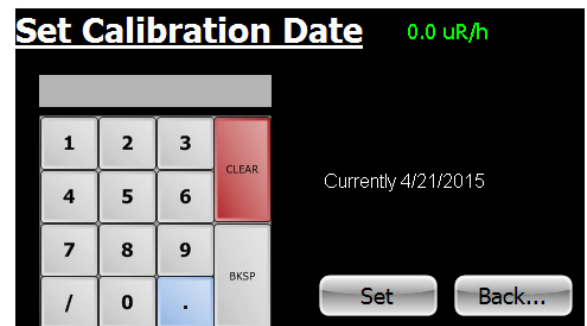 Set Calibration Date 0.0 uR/h
1 2 3 CLEAR
4 5 6
Currently 4/21/2015
7 8 9 BKSP
/ 0 .
Set Back...